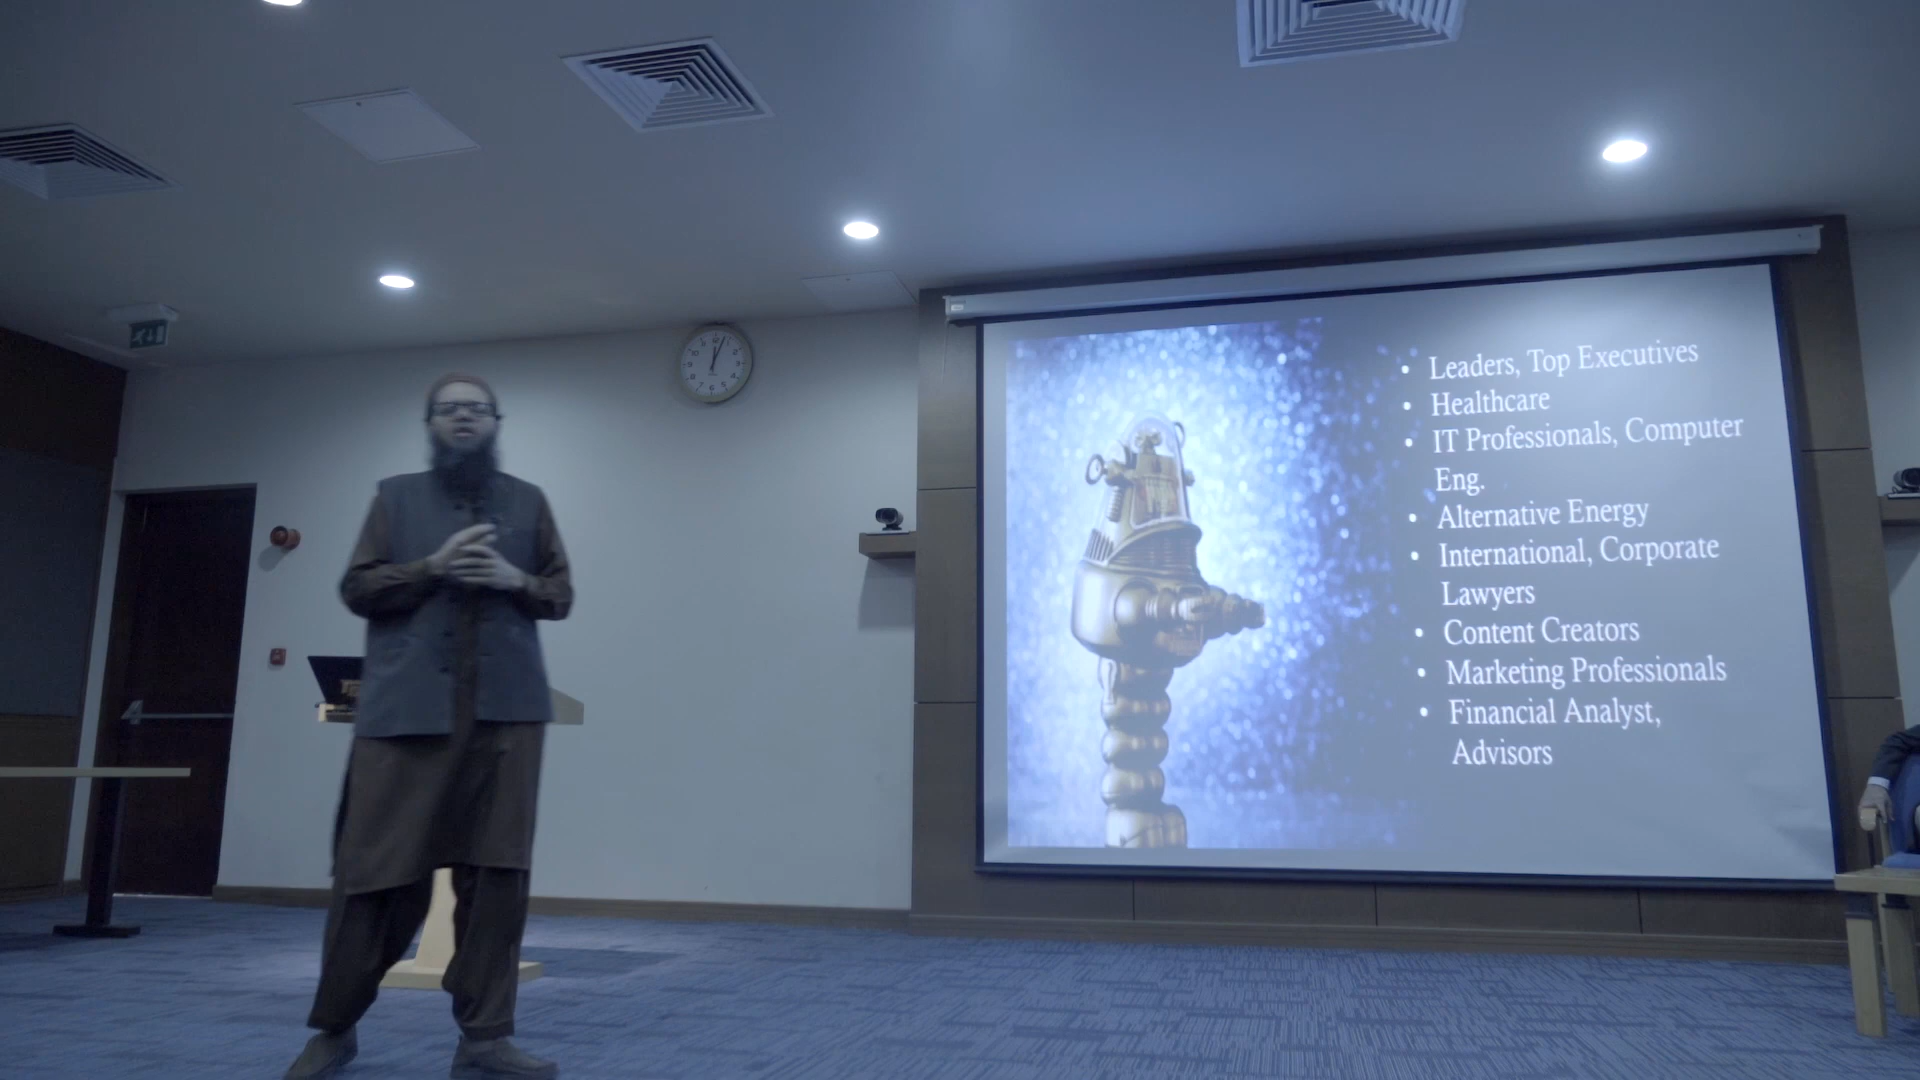 • Leaders, Top Executives
• Healthcare
• IT Professionals, Computer
Eng.
• Alternative Energy
• International, Corporate
Lawyers
• Content Creators
• Marketing Professionals
• Financial Analyst,
Advisors